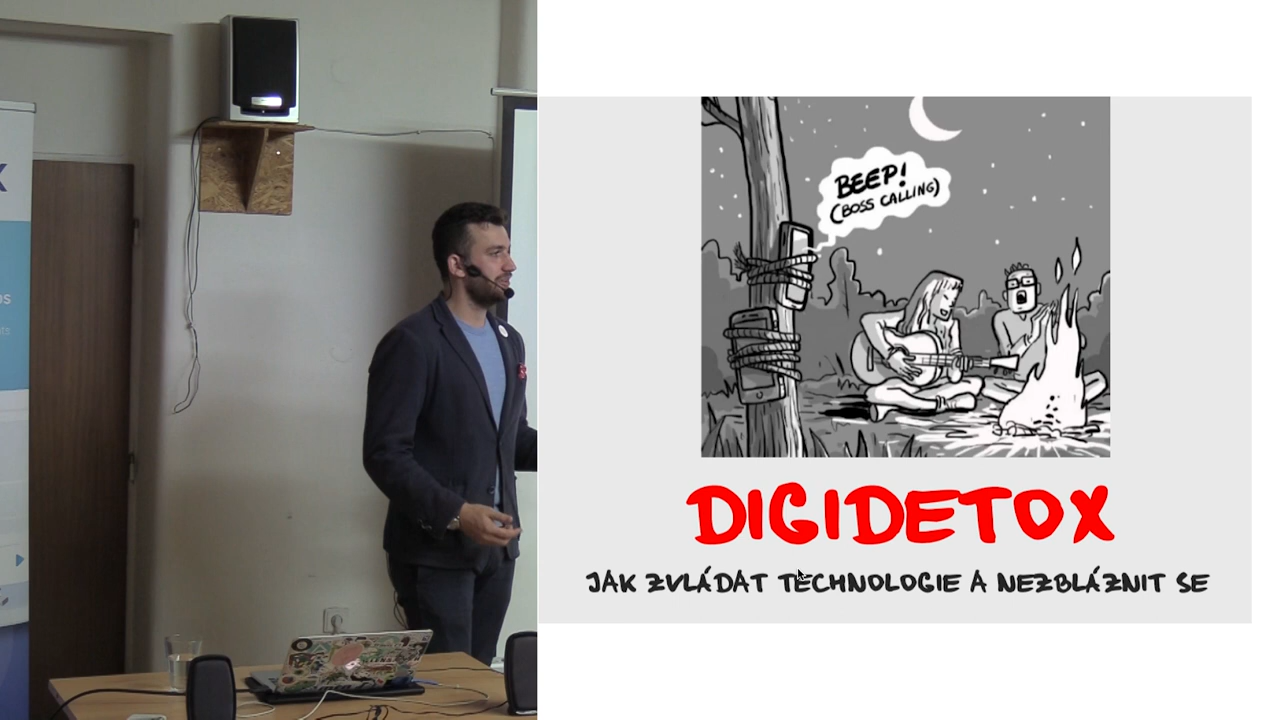 BEEP!
(BOSS CALLING)
DIGIDETOX
JAK ZVLÁDAT TECHNOLOGIE A NEZBLÁZNIT SE